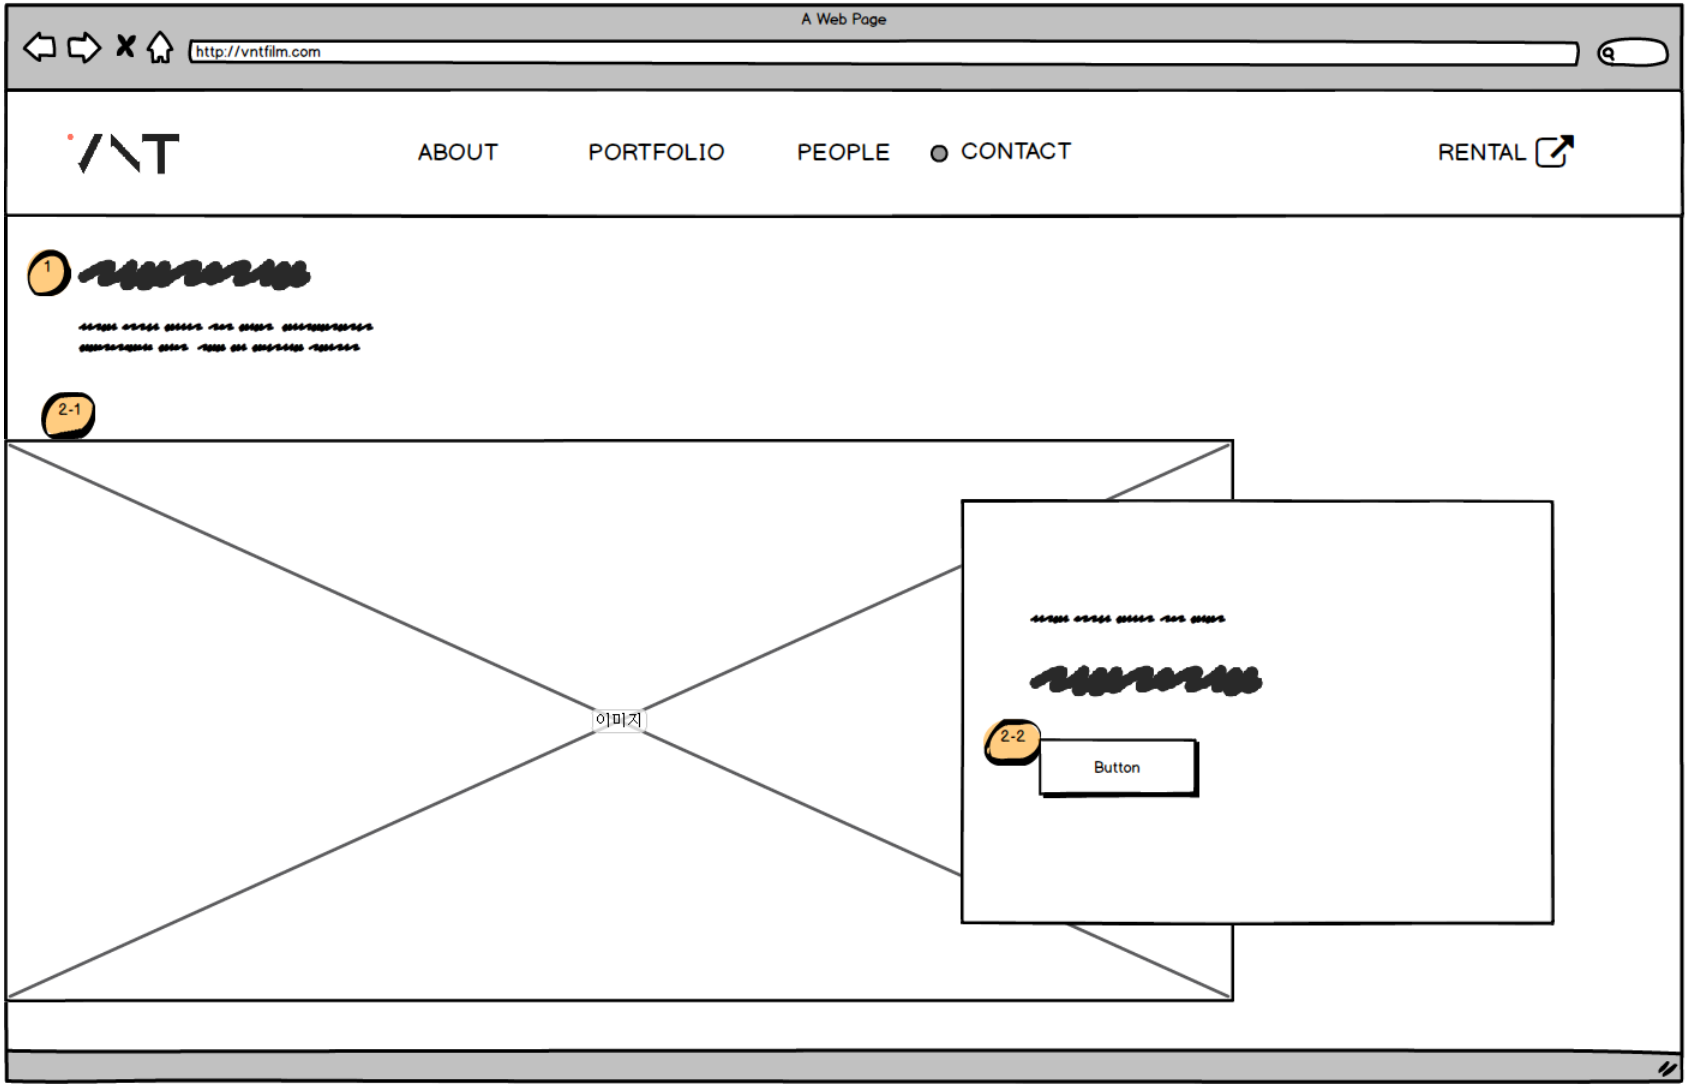 A Web Page
http://vntfilm.com
VNT
ABOUT
PORTFOLIO
PEOPLE
CONTACT
RENTAL
1
2-1
이미지
2-2
Button